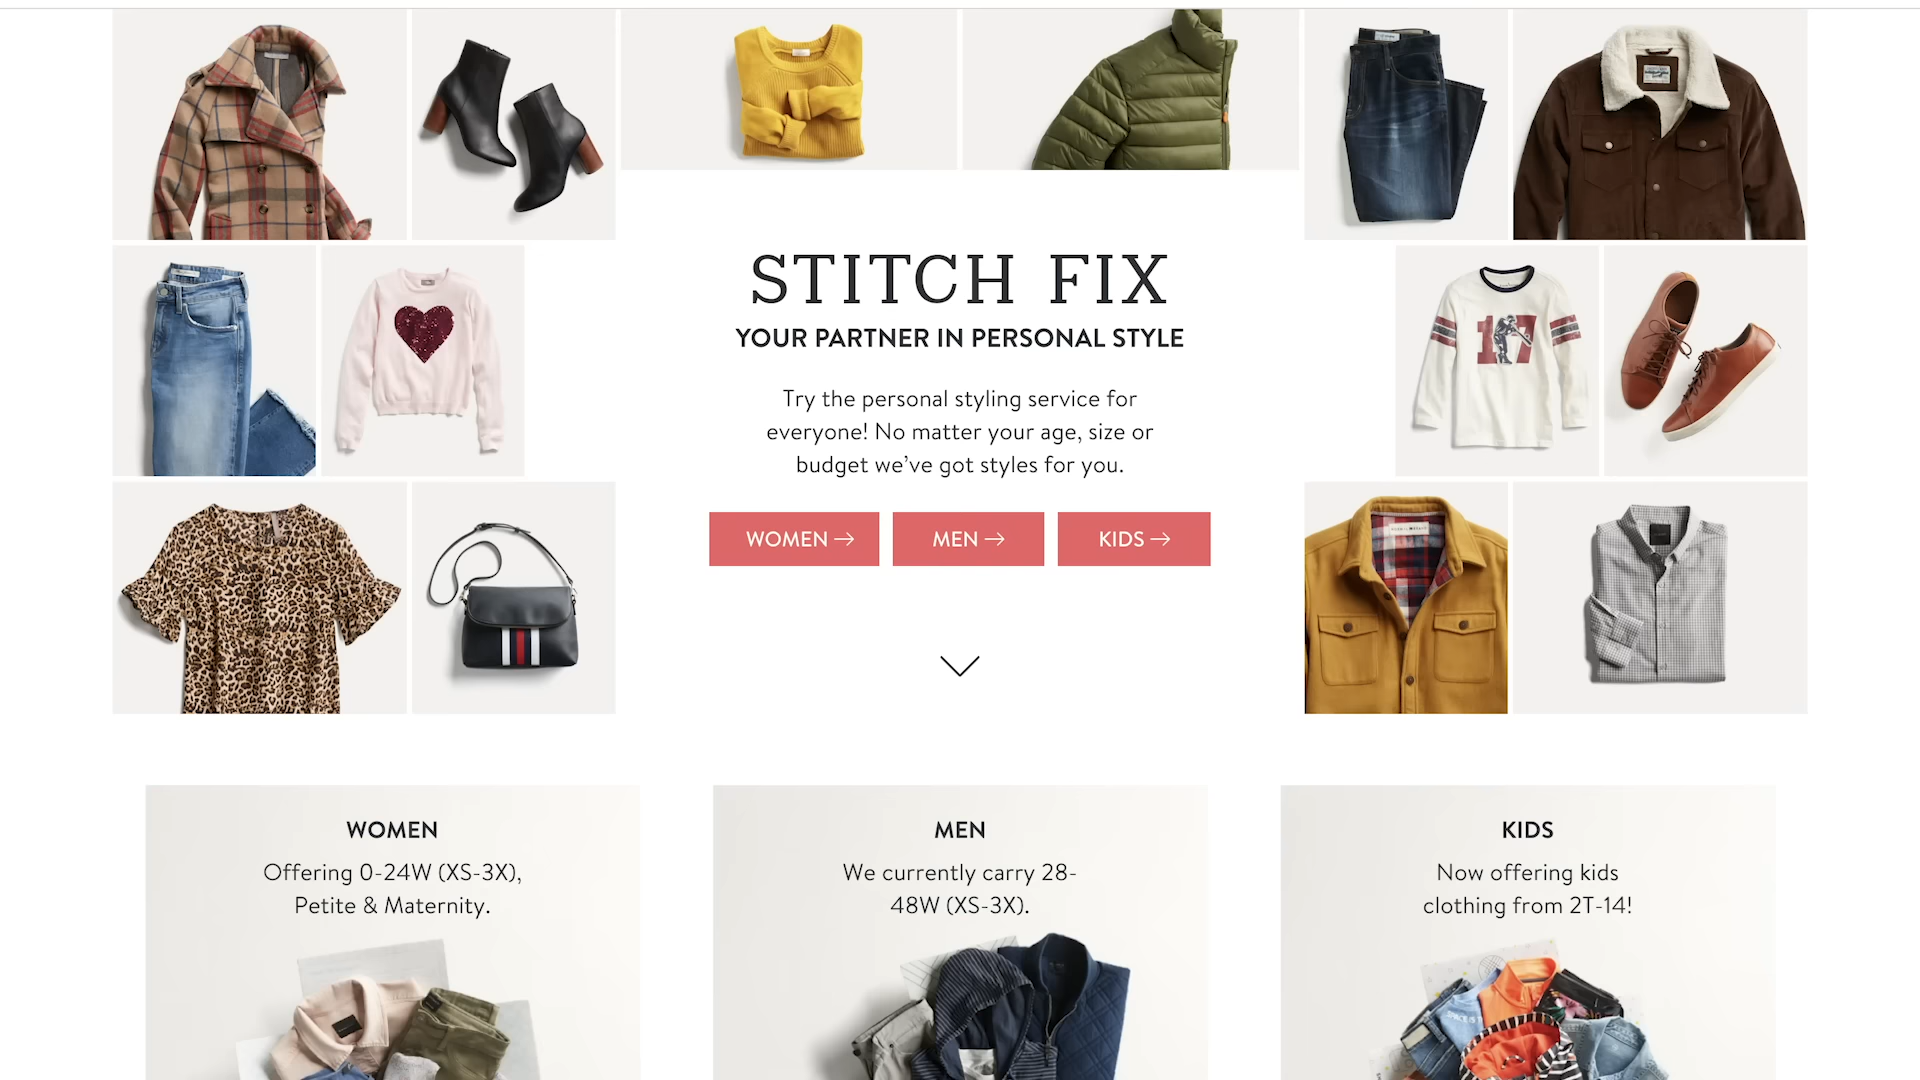 STITCH FIX
YOUR PARTNER IN PERSONAL STYLE
Try the personal styling service for
everyone! No matter your age, size or
budget we’ve got styles for you.
WOMEN →
MEN →
KIDS →
17
WOMEN
Offering 0-24W (XS-3X),
Petite & Maternity.
MEN
We currently carry 28-
48W (XS-3X).
KIDS
Now offering kids
clothing from 2T-14!